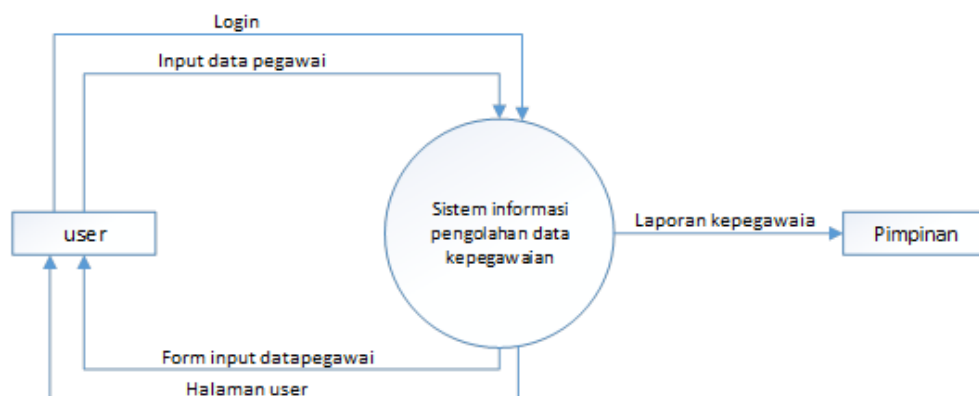 Login
Input data pegawai
Sistem informasi
pengolahan data
kepegawaian
user
Laporan kepegawaia
Pimpinan
Form input datapegawai
Halaman user